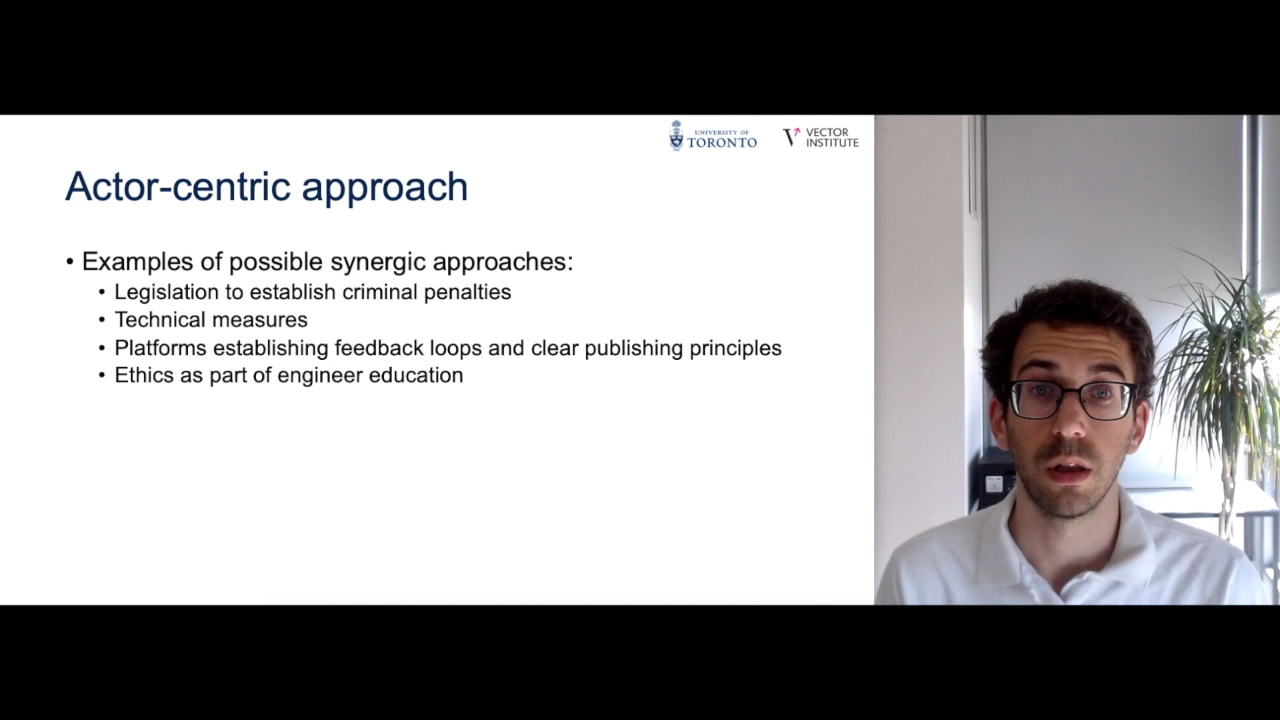 UNIVERSITY OF
TORONTO
VECTOR
INSTITUTE
Actor-centric approach
• Examples of possible synergic approaches:
• Legislation to establish criminal penalties
• Technical measures
• Platforms establishing feedback loops and clear publishing principles
• Ethics as part of engineer education